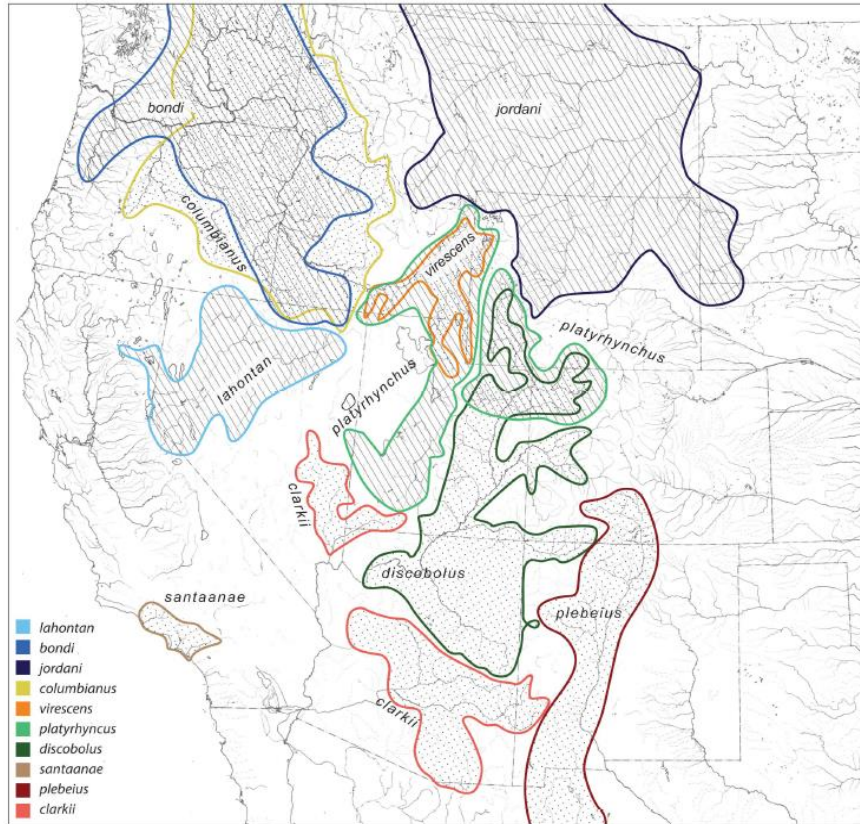 bondi
jordani
columbianus
virescens
platyrhynchus
lahontan
platyrhynchus
clarkii
discobolus
santaanae
plebeius
clarkii
lahontan
bondi
jordani
columbianus
virescens
platyrhyncus
discobolus
santaanae
plebeius
clarkii